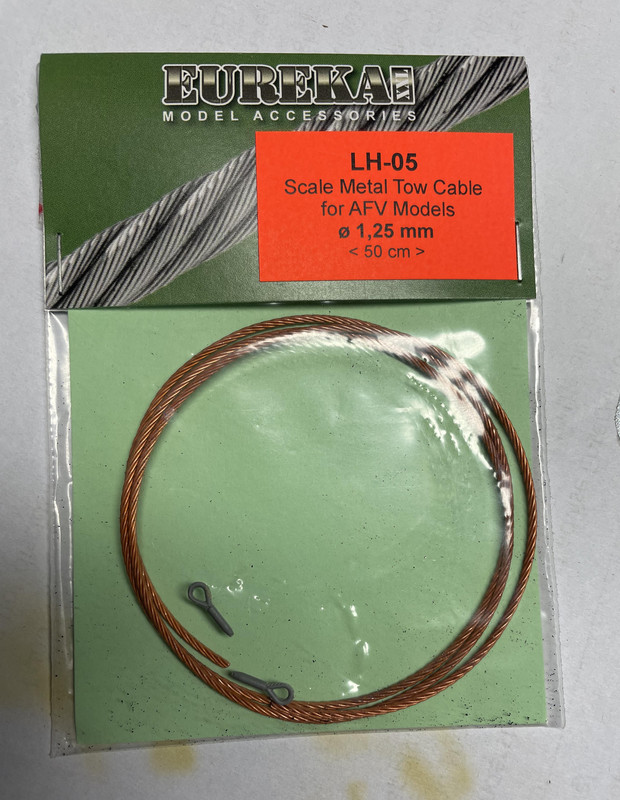 EUREKA XXL
MODEL ACCESSORIES
LH-05
Scale Metal Tow Cable
for AFV Models
ø 1,25 mm
< 50 cm >